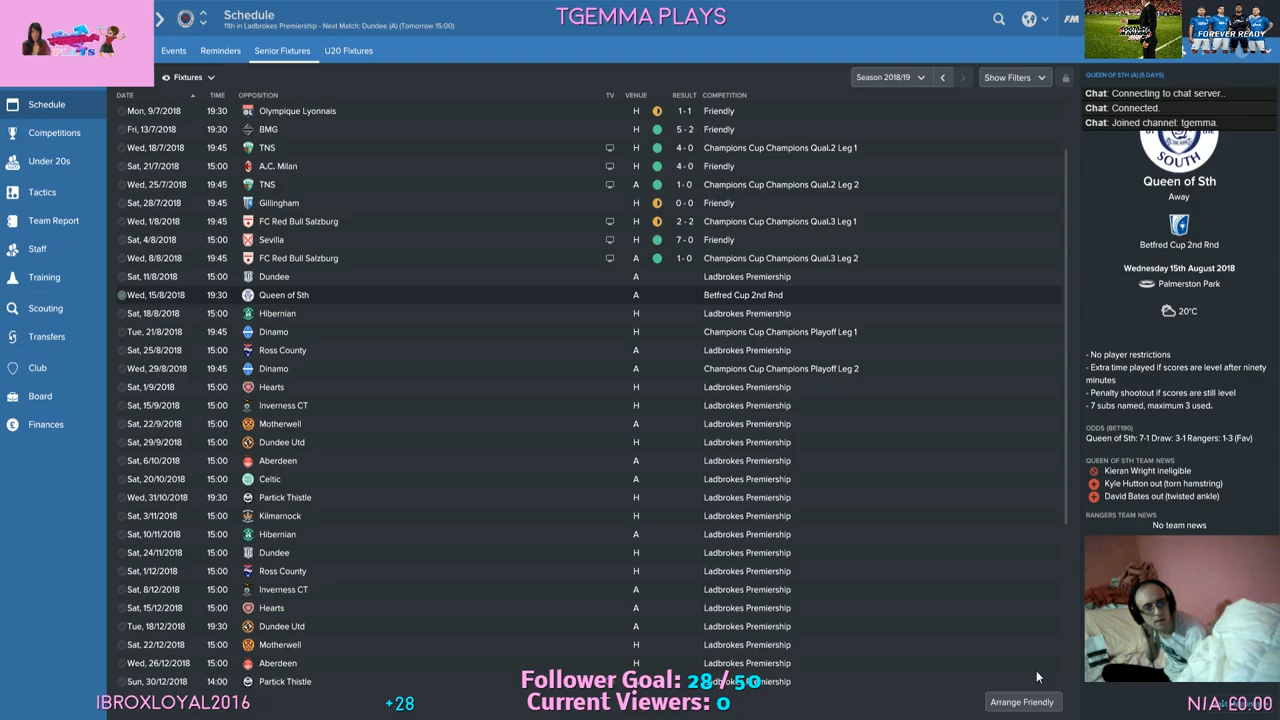 Schedule
11th in Ladbrokes Premiership - Next Match: Dundee (A) (Tomorrow 15:00)
TGEMMA PLAYS
FM
FOREVER READY
Events Reminders Senior Fixtures U20 Fixtures
Fixtures Season 2018/19 Show Filters
DATE TIME OPPOSITION TV VENUE RESULT COMPETITION
Mon, 9/7/2018 19:30 Olympique Lyonnais H 1-1 Friendly
Fri, 13/7/2018 19:30 BMG H 5-2 Friendly
Wed, 18/7/2018 19:45 TNS H 4-0 Champions Cup Champions Qual.2 Leg 1
Sat, 21/7/2018 15:00 A.C. Milan H 4-0 Friendly
Wed, 25/7/2018 19:45 TNS A 1-0 Champions Cup Champions Qual.2 Leg 2
Sat, 28/7/2018 19:45 Gillingham H 0-0 Friendly
Wed, 1/8/2018 19:45 FC Red Bull Salzburg H 2-2 Champions Cup Champions Qual.3 Leg 1
Sat, 4/8/2018 15:00 Sevilla H 7-0 Friendly
Wed, 8/8/2018 19:45 FC Red Bull Salzburg A 1-0 Champions Cup Champions Qual.3 Leg 2
Sat, 11/8/2018 15:00 Dundee A Ladbrokes Premiership
Wed, 15/8/2018 19:30 Queen of Sth A Betfred Cup 2nd Rnd
Sat, 18/8/2018 15:00 Hibernian H Ladbrokes Premiership
Tue, 21/8/2018 19:45 Dinamo H Champions Cup Champions Playoff Leg 1
Sat, 25/8/2018 15:00 Ross County A Ladbrokes Premiership
Wed, 29/8/2018 19:45 Dinamo A Champions Cup Champions Playoff Leg 2
Sat, 1/9/2018 15:00 Hearts H Ladbrokes Premiership
Sat, 15/9/2018 15:00 Inverness CT H Ladbrokes Premiership
Sat, 22/9/2018 15:00 Motherwell A Ladbrokes Premiership
Sat, 29/9/2018 15:00 Dundee Utd H Ladbrokes Premiership
Sat, 6/10/2018 15:00 Aberdeen A Ladbrokes Premiership
Sat, 20/10/2018 15:00 Celtic A Ladbrokes Premiership
Wed, 31/10/2018 19:30 Partick Thistle H Ladbrokes Premiership
Sat, 3/11/2018 15:00 Kilmarnock H Ladbrokes Premiership
Sat, 10/11/2018 15:00 Hibernian A Ladbrokes Premiership
Sat, 24/11/2018 15:00 Dundee H Ladbrokes Premiership
Sat, 1/12/2018 15:00 Ross County H Ladbrokes Premiership
Sat, 8/12/2018 15:00 Inverness CT A Ladbrokes Premiership
Sat, 15/12/2018 15:00 Hearts A Ladbrokes Premiership
Tue, 18/12/2018 19:30 Dundee Utd A Ladbrokes Premiership
Sat, 22/12/2018 15:00 Motherwell H Ladbrokes Premiership
Wed, 26/12/2018 15:00 Aberdeen H Ladbrokes Premiership
Sun, 30/12/2018 14:00 Partick Thistle
Schedule
Competitions
Under 20s
Tactics
Team Report
Staff
Training
Scouting
Transfers
Club
Board
Finances
QUEEN OF STH (A) (5 DAYS)
Chat: Connecting to chat server..
Chat: Connected.
Chat: Joined channel: tgemma.
SOUTH
Queen of Sth
Away
Betfred Cup 2nd Rnd
Wednesday 15th August 2018
Palmerston Park
20°C
- No player restrictions
- Extra time played if scores are level after ninety
minutes
- Penalty shootout if scores are still level
- 7 subs named, maximum 3 used.
ODDS (BET190)
Queen of Sth: 7-1 Draw: 3-1 Rangers: 1-3 (Fav)
QUEEN OF STH TEAM NEWS
Kieran Wright ineligible
Kyle Hutton out (torn hamstring)
David Bates out (twisted ankle)
RANGERS TEAM NEWS
No team news
Follower Goal: 28 / 50
Current Viewers: 0
Arrange Friendly
IBROXLOYAL2016
+28
N\A £0.00